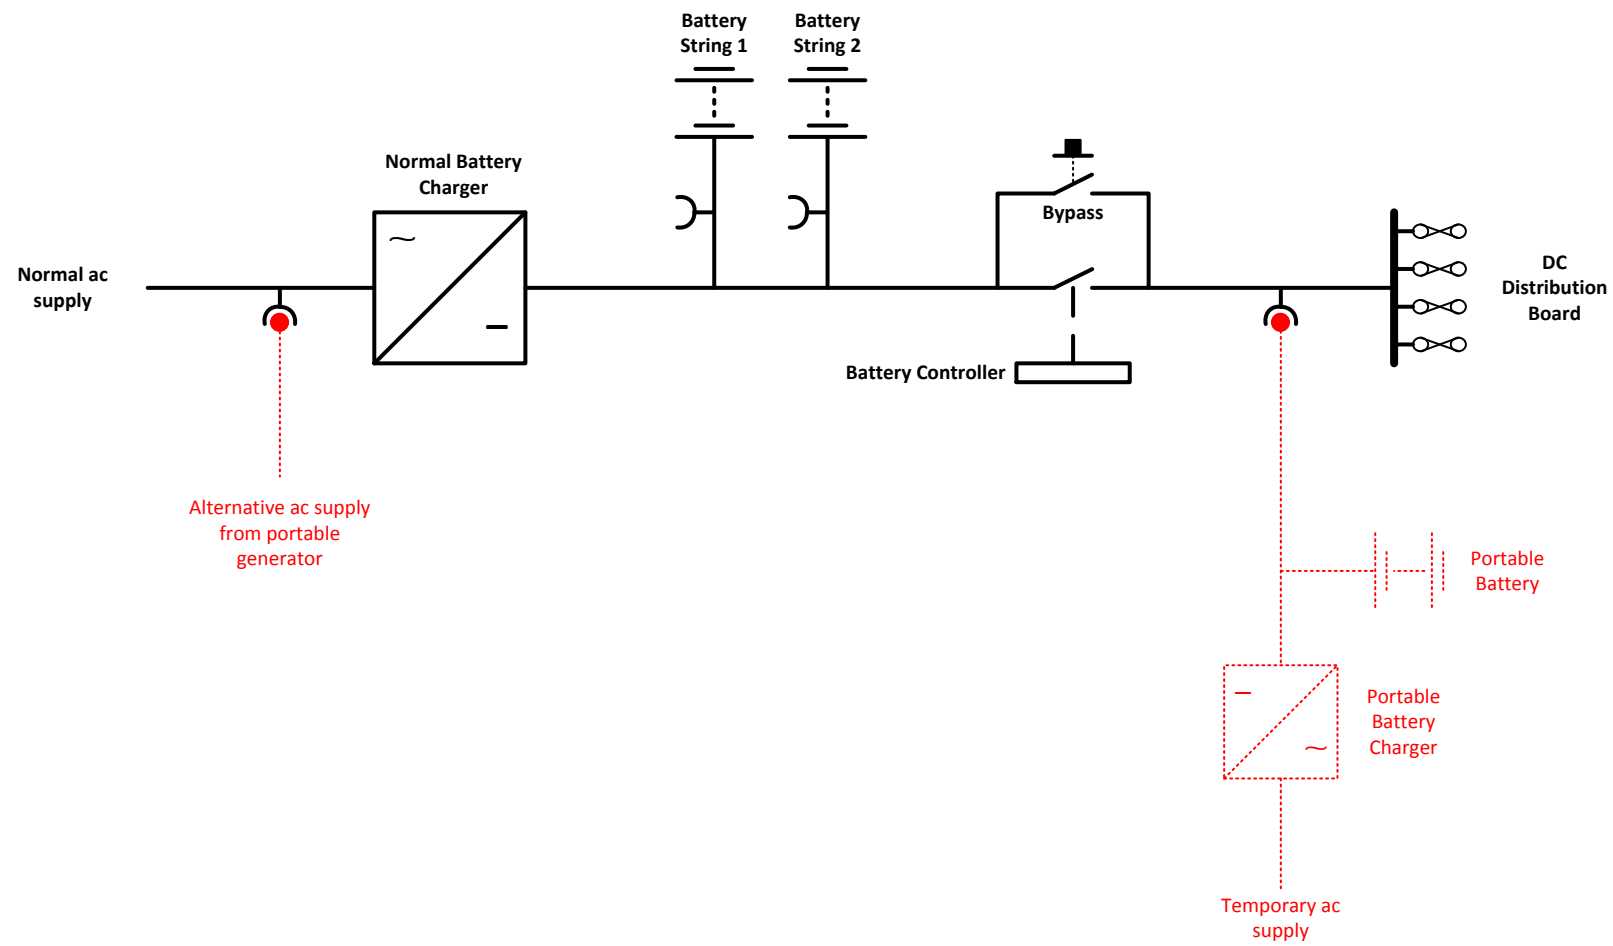 Battery
String 1
Battery
String 2
Normal Battery
Charger
Bypass
Normal ac
supply
DC
Distribution
Board
Battery Controller
Alternative ac supply
from portable
generator
Portable
Battery
Portable
Battery
Charger
Temporary ac
supply